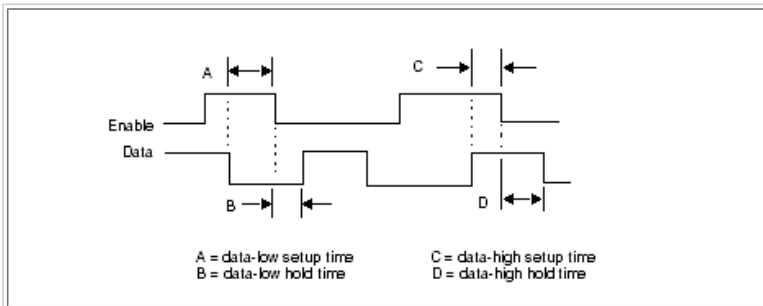 A
C
Enable
Data
B
D
A = data-low setup time
B = data-low hold time
C = data-high setup time
D = data-high hold time